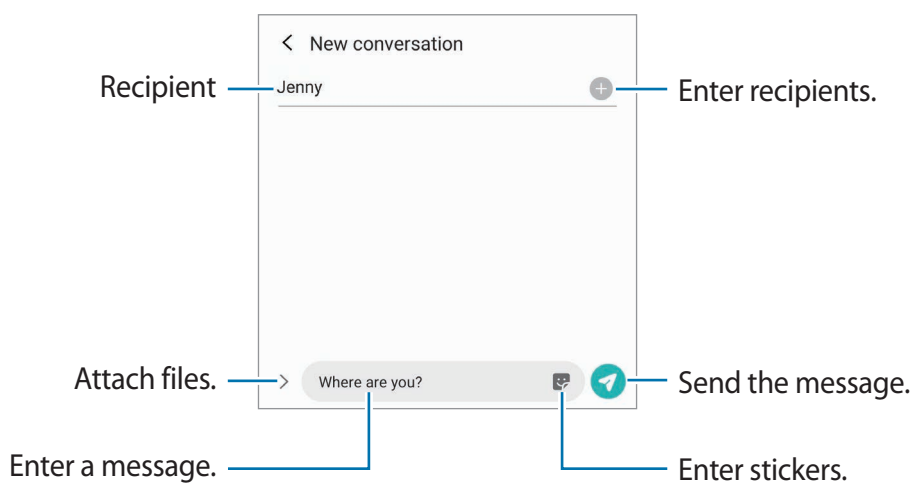 New conversation
Recipient
Jenny
Enter recipients.
Attach files.
Where are you?
Send the message.
Enter a message.
Enter stickers.